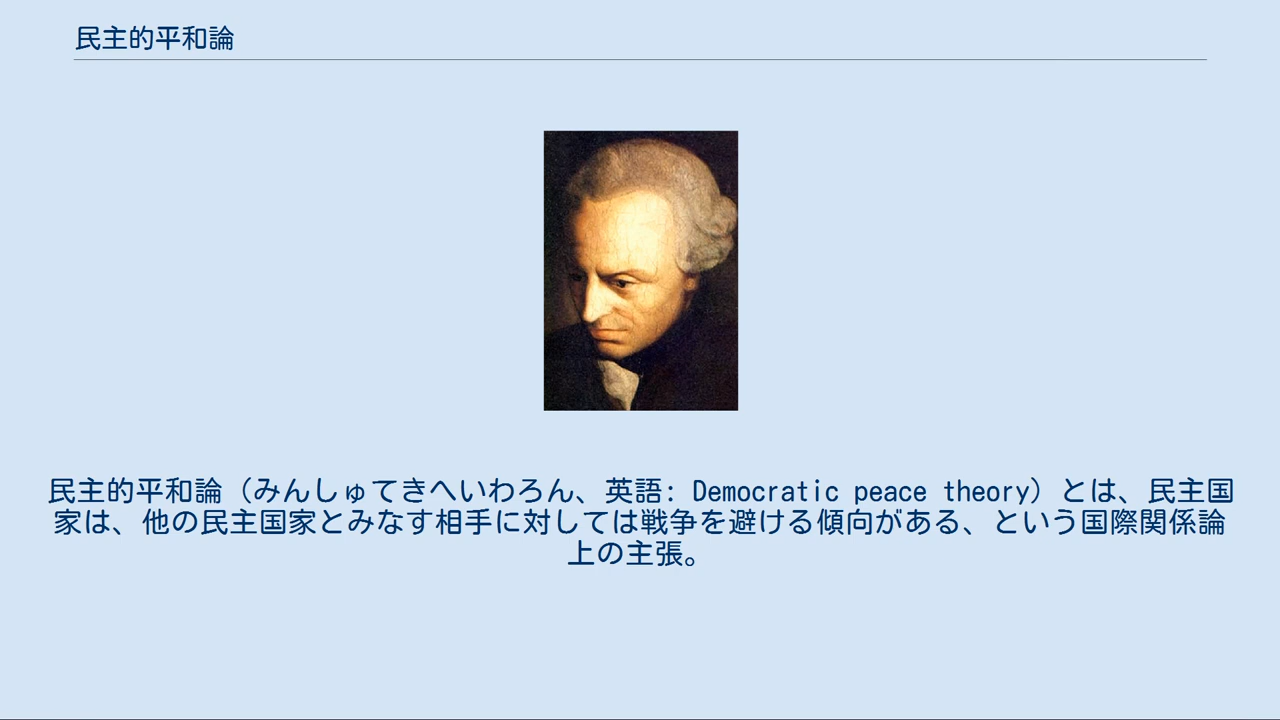 民主的平和論
民主的平和論（みんしゅてきへいわろん、英語: Democratic peace theory）とは、民主国
家は、他の民主国家とみなす相手に対しては戦争を避ける傾向がある、という国際関係論
上の主張。